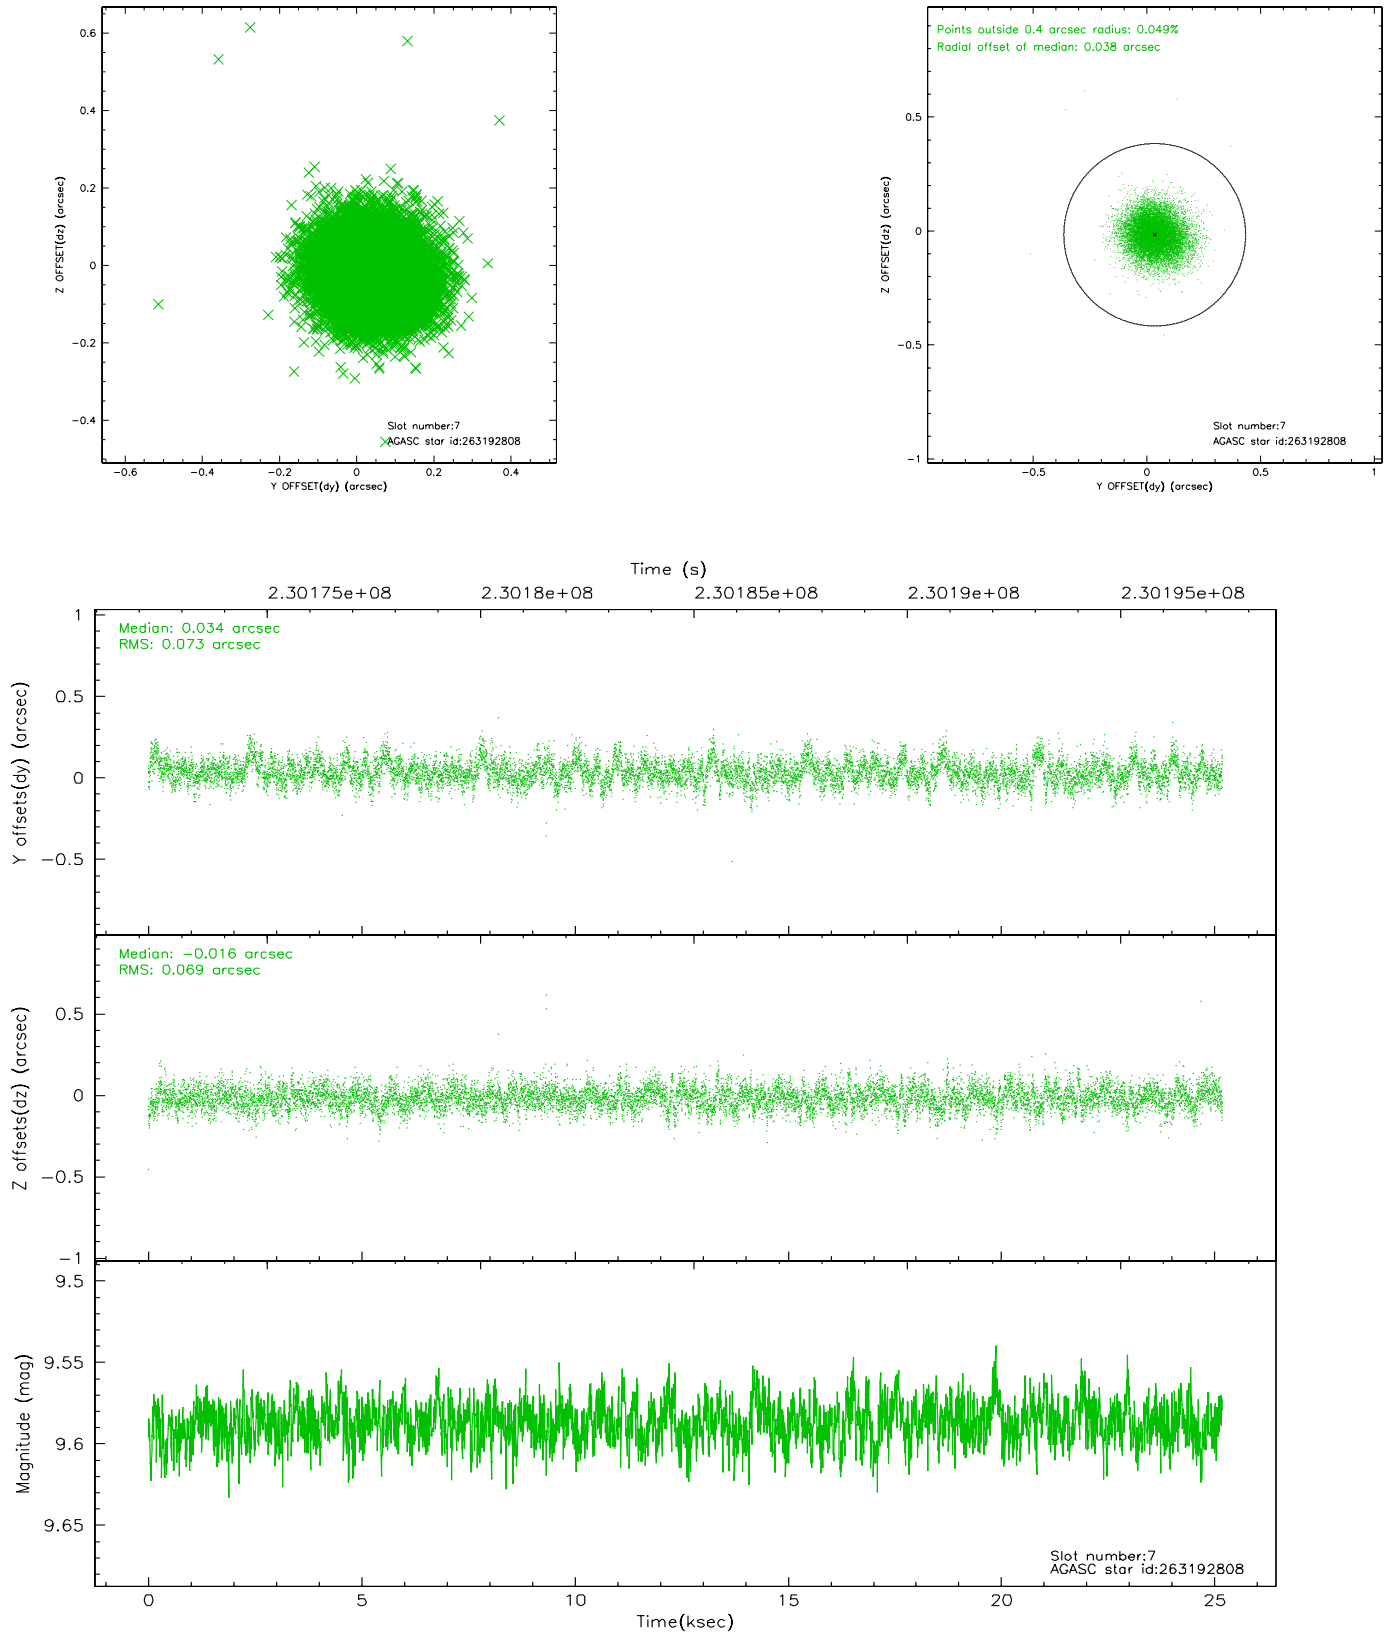 0.6
0.4
0.2
0
−0.2
−0.4
Z OFFSET(dz) (arcsec)
Slot number:7
AGASC star id:263192808
−0.6 −0.4 −0.2 0 0.2 0.4
Y OFFSET(dy) (arcsec)
Points outside 0.4 arcsec radius: 0.049%
Radial offset of median: 0.038 arcsec
0.5
0
−0.5
−1
Z OFFSET(dz) (arcsec)
Slot number:7
AGASC star id:263192808
−0.5 0 0.5 1
Y OFFSET(dy) (arcsec)
Time (s)
2.30175e+08 2.3018e+08 2.30185e+08 2.3019e+08 2.30195e+08
Median: 0.034 arcsec
RMS: 0.073 arcsec
1
0.5
0
−0.5
Y offsets(dy) (arcsec)
Median: −0.016 arcsec
RMS: 0.069 arcsec
0.5
0
−0.5
−1
Z offsets(dz) (arcsec)
9.5
9.55
9.6
9.65
Magnitude (mag)
Slot number:7
AGASC star id:263192808
0 5 10 15 20 25
Time(ksec)